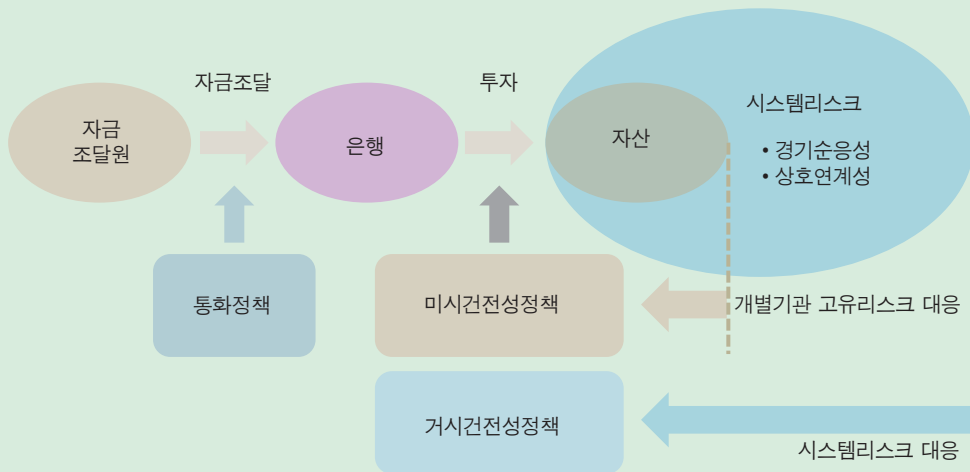 자금조달
투자
자금
조달원
은행
자산
시스템리스크
• 경기순응성
• 상호연계성
통화정책
미시건전성정책
개별기관 고유리스크 대응
거시건전성정책
시스템리스크 대응